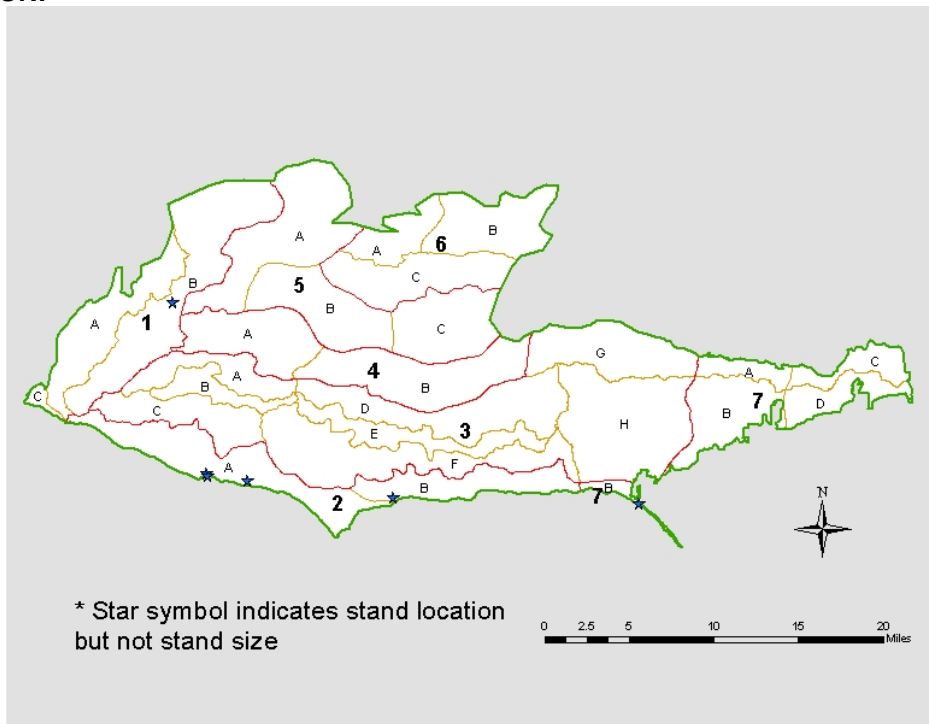 A
B
6
A
B
5
C
A
1
B
C
A
G
4
A
C
B
A
B
7
C
B
D
D
C
H
3
E
F
A
B
B
2
7
N
* Star symbol indicates stand location
but not stand size
0 2.5 5 10 15 20
Miles